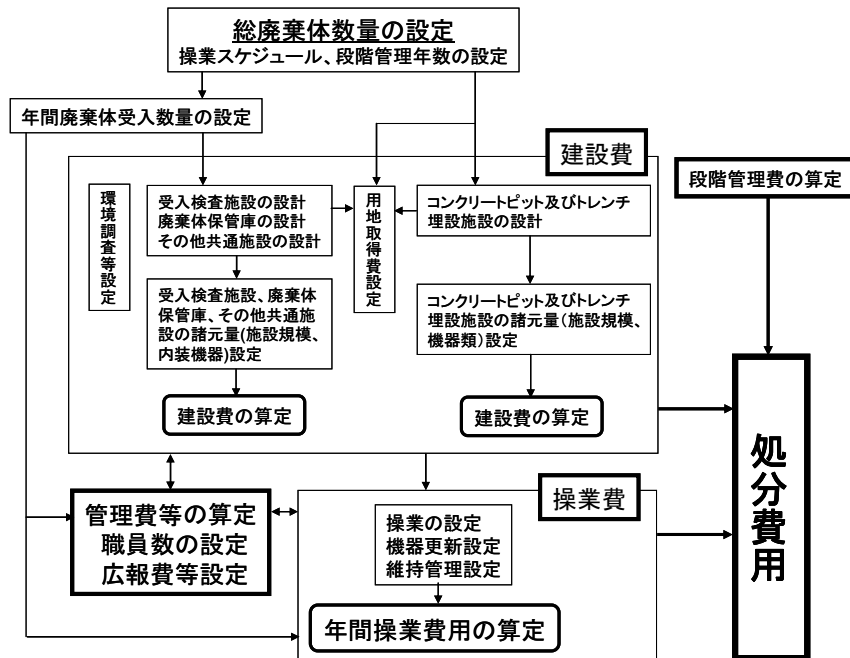 総廃棄体数量の設定
操業スケジュール、段階管理年数の設定
年間廃棄体受入数量の設定
建設費
段階管理費の算定
環境調査等設定
受入検査施設の設計
廃棄体保管庫の設計
その他共通施設の設計
用地取得費設定
コンクリートピット及びトレンチ
埋設施設の設計
受入検査施設、廃棄体
保管庫、その他共通施
設の諸元量(施設規模、
内装機器)設定
コンクリートピット及びトレンチ
埋設施設の諸元量(施設規模、
機器類)設定
建設費の算定
建設費の算定
処分費用
管理費等の算定
職員数の設定
広報費等設定
操業費
操業の設定
機器更新設定
維持管理設定
年間操業費用の算定